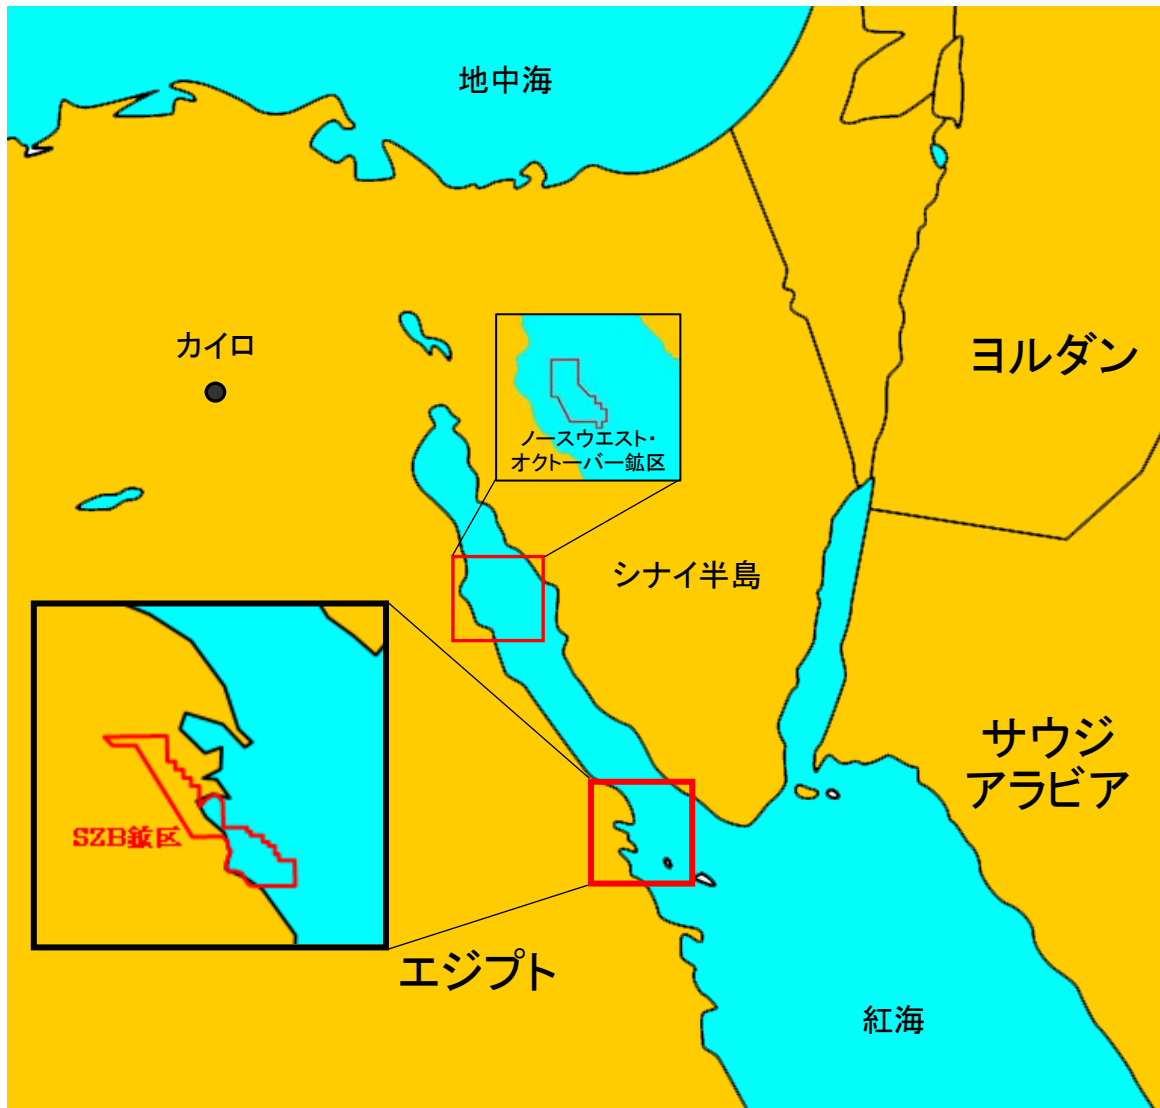 地中海
カイロ
ヨルダン
ノースウエスト・
オクトーバー鉱区
シナイ半島
サウジ
アラビア
SZB鉱区
エジプト
紅海